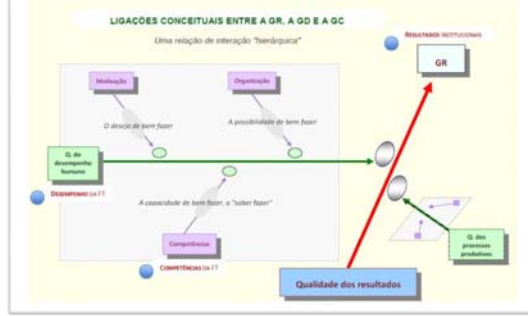 LIGAÇÕES CONCEITUAIS ENTRE A GR, A GD E A GC
Uma relação de interação "hierárquica"
RESULTADOS INSTITUCIONAIS
GR
Motivação
Organização
O desejo de bem fazer
A possibilidade de bem fazer
Q. do
desempenho
humano
DESEMPENHO DA FT
A capacidade de bem fazer, o "saber fazer"
Competências
COMPETÊNCIAS DA FT
Q. dos
processos
produtivos
Qualidade dos resultados